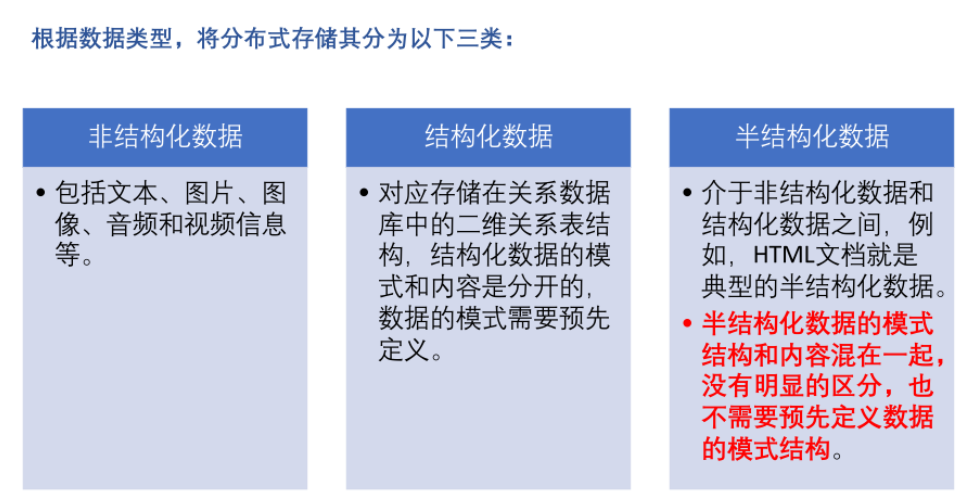 根据数据类型，将分布式存储其分为以下三类：
非结构化数据
• 包括文本、图片、图
像、音频和视频信息
等。
结构化数据
• 对应存储在关系数据
库中的二维关系表结
构，结构化数据的模
式和内容是分开的，
数据的模式需要预先
定义。
半结构化数据
• 介于非结构化数据和
结构化数据之间，例
如，HTML文档就是
典型的半结构化数据。
• 半结构化数据的模式
结构和内容混在一起，
没有明显的区分，也
不需要预先定义数据
的模式结构。